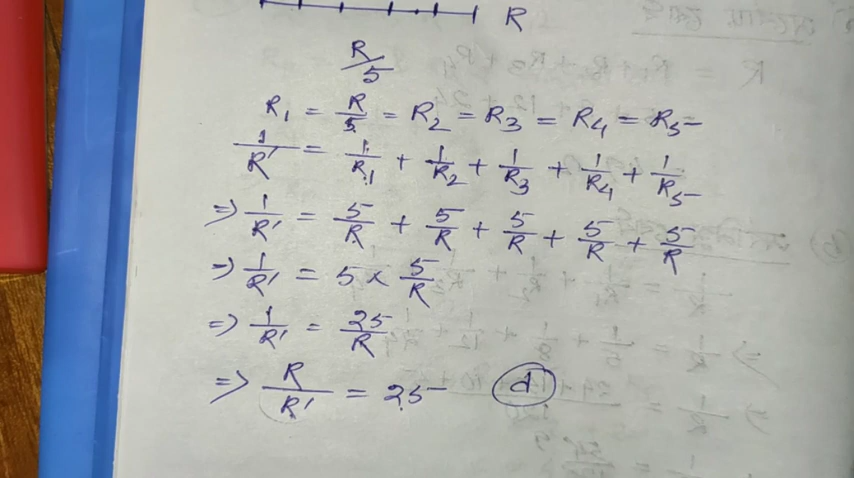 R
R/5
R₁ = R/5 = R₂ = R₃ = R₄ = R₅
1/R' = 1/R₁ + 1/R₂ + 1/R₃ + 1/R₄ + 1/R₅
⇒ 1/R' = 5/R + 5/R + 5/R + 5/R + 5/R
⇒ 1/R' = 5 × 5/R
⇒ 1/R' = 25/R
⇒ R/R' = 25 d